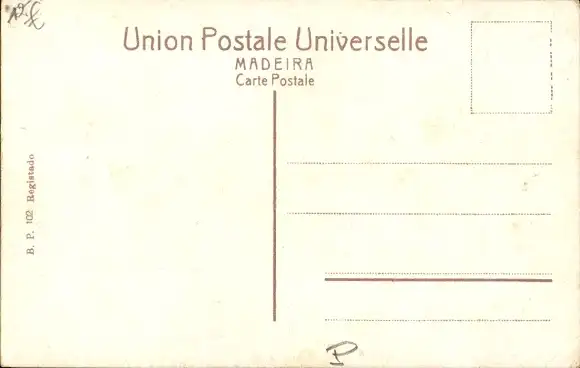 Union Postale Universelle
MADEIRA
Carte Postale
B. P. 102 Registado
P